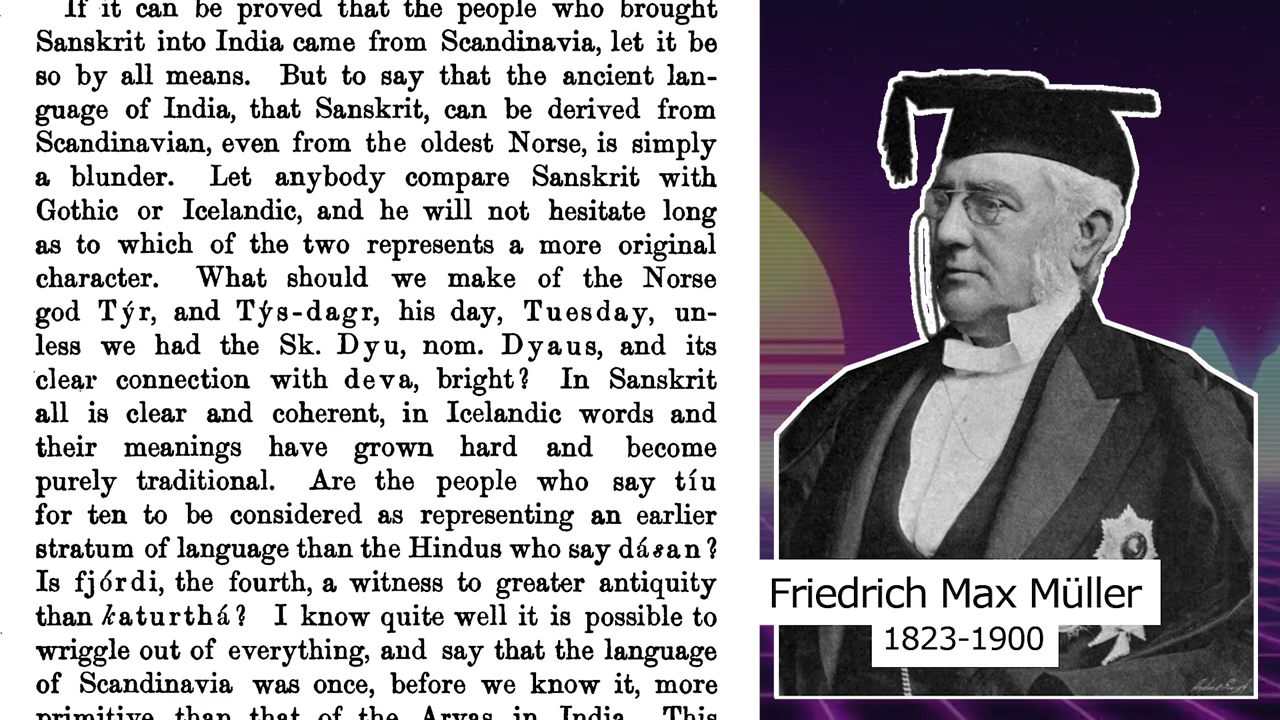 If it can be proved that the people who brought
Sanskrit into India came from Scandinavia, let it be
so by all means. But to say that the ancient lan-
guage of India, that Sanskrit, can be derived from
Scandinavian, even from the oldest Norse, is simply
a blunder. Let anybody compare Sanskrit with
Gothic or Icelandic, and he will not hesitate long
as to which of the two represents a more original
character. What should we make of the Norse
god Týr, and Týs-dagr, his day, Tuesday, un-
less we had the Sk. Dyu, nom. Dyaus, and its
clear connection with deva, bright? In Sanskrit
all is clear and coherent, in Icelandic words and
their meanings have grown hard and become
purely traditional. Are the people who say tíu
for ten to be considered as representing an earlier
stratum of language than the Hindus who say dásan?
Is fjórdi, the fourth, a witness to greater antiquity
than katurthá? I know quite well it is possible to
wriggle out of everything, and say that the language
of Scandinavia was once, before we know it, more
primitive than that of the Aryas in India. This
Friedrich Max Müller
1823-1900